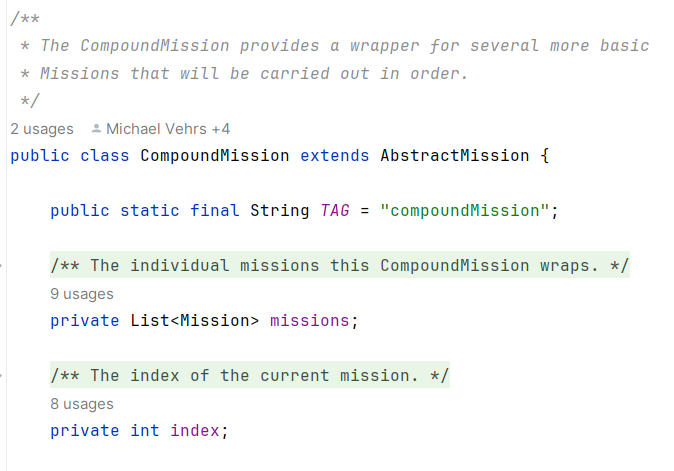 /**
 * The CompoundMission provides a wrapper for several more basic
 * Missions that will be carried out in order.
 */
2 usages Michael Vehrs +4
public class CompoundMission extends AbstractMission {
public static final String TAG = "compoundMission";
/** The individual missions this CompoundMission wraps. */
9 usages
private List<Mission> missions;
/** The index of the current mission. */
8 usages
private int index;